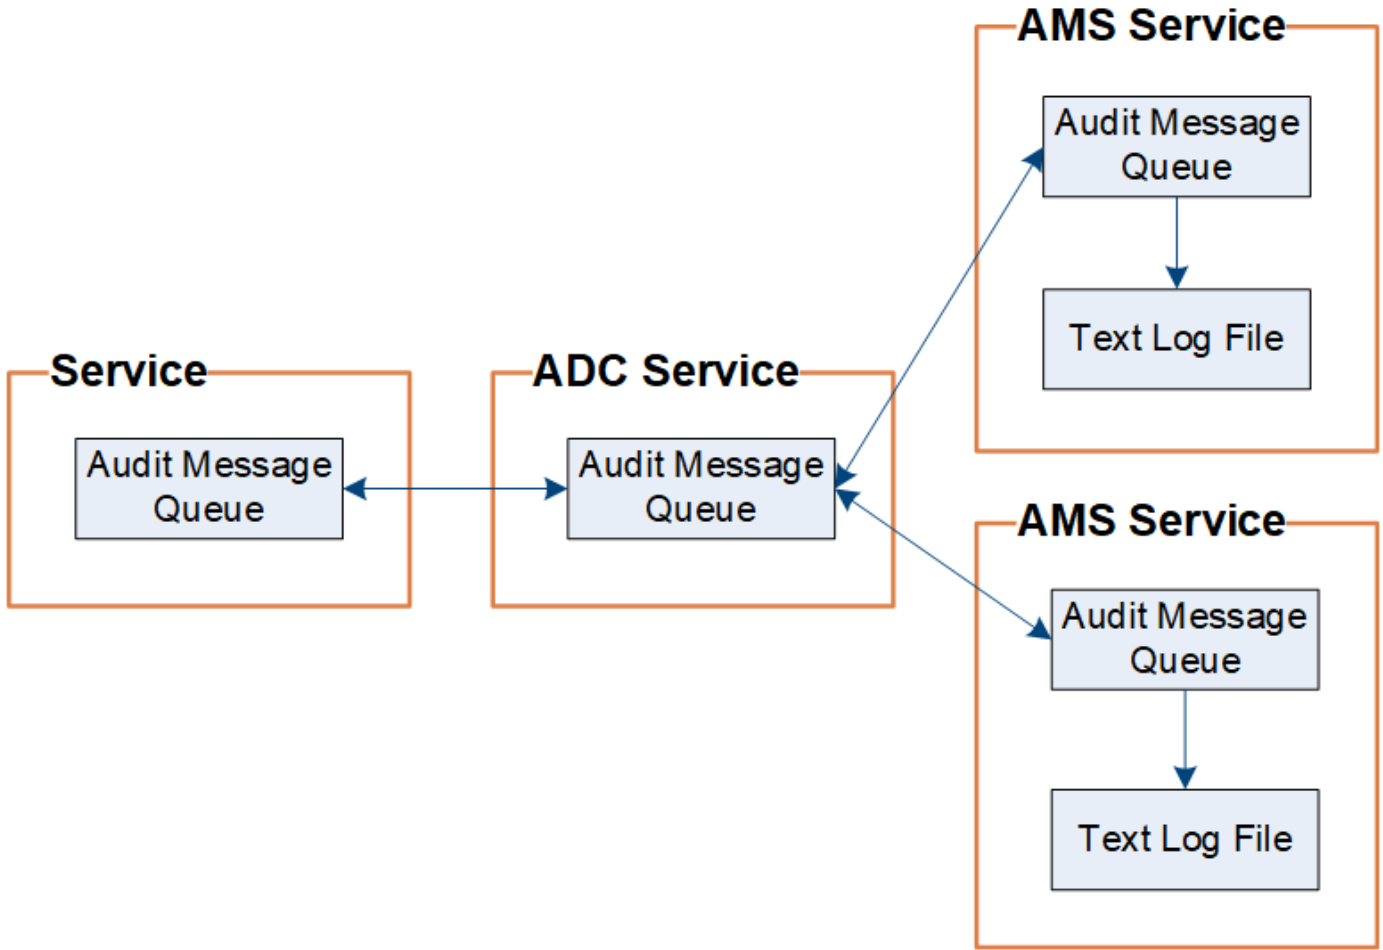 AMS Service
Audit Message
Queue
Text Log File
Service
Audit Message
Queue
ADC Service
Audit Message
Queue
AMS Service
Audit Message
Queue
Text Log File